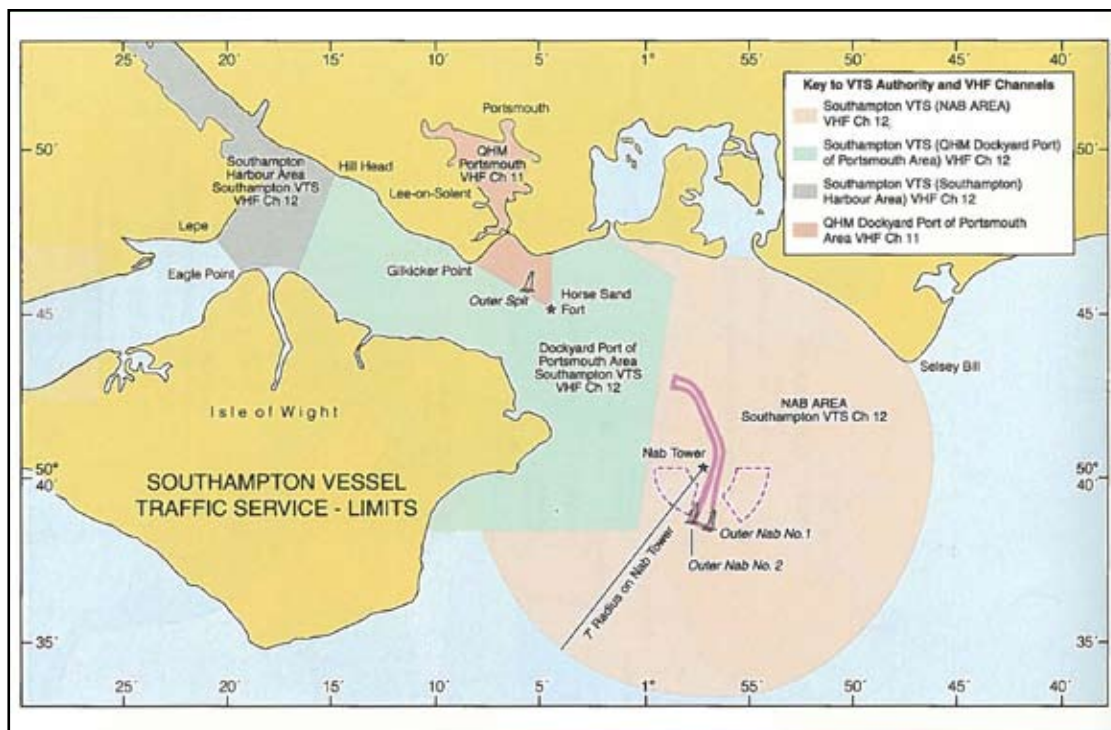 25´ 20´ 15´ 10´ 5´ 1° 55´ 50´ 45´ 40´
Key to VTS Authority and VHF Channels
Southampton VTS (NAB AREA)
VHF Ch 12
Southampton VTS (QHM Dockyard Port)
of Portsmouth Area) VHF Ch 12
Southampton VTS (Southampton)
Harbour Area) VHF Ch 12
QHM Dockyard Port of Portsmouth
Area VHF Ch 11
50´
50´
Portsmouth
QHM
Portsmouth
VHF Ch 11
Southampton
Harbour Area
Southampton VTS
VHF Ch 12
Hill Head
Lee-on-Solent
Lepe
Eagle Point
Gilkicker Point
Outer Spit
Horse Sand
Fort
45´
45´
Dockyard Port of
Portsmouth Area
Southampton VTS
VHF Ch 12
Selsey Bill
Isle of Wight
NAB AREA
Southampton VTS Ch 12
Nab Tower
50°
40´
50°
40´
SOUTHAMPTON VESSEL
TRAFFIC SERVICE - LIMITS
Outer Nab No.1
Outer Nab No. 2
7' Radius on Nab Tower
35´
35´
25´ 20´ 15´ 10´ 5´ 1° 55´ 50´ 45´ 40´